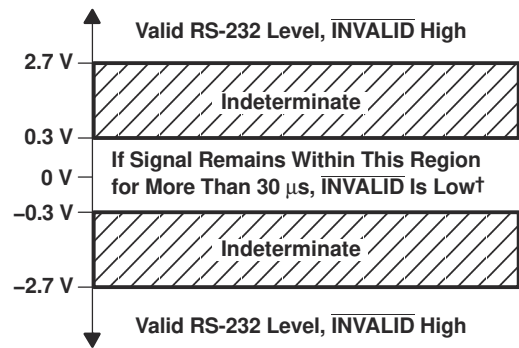 Valid RS-232 Level, INVALID High
2.7 V
Indeterminate
0.3 V
If Signal Remains Within This Region
0 V
for More Than 30 μs, INVALID Is Low†
−0.3 V
Indeterminate
−2.7 V
Valid RS-232 Level, INVALID High